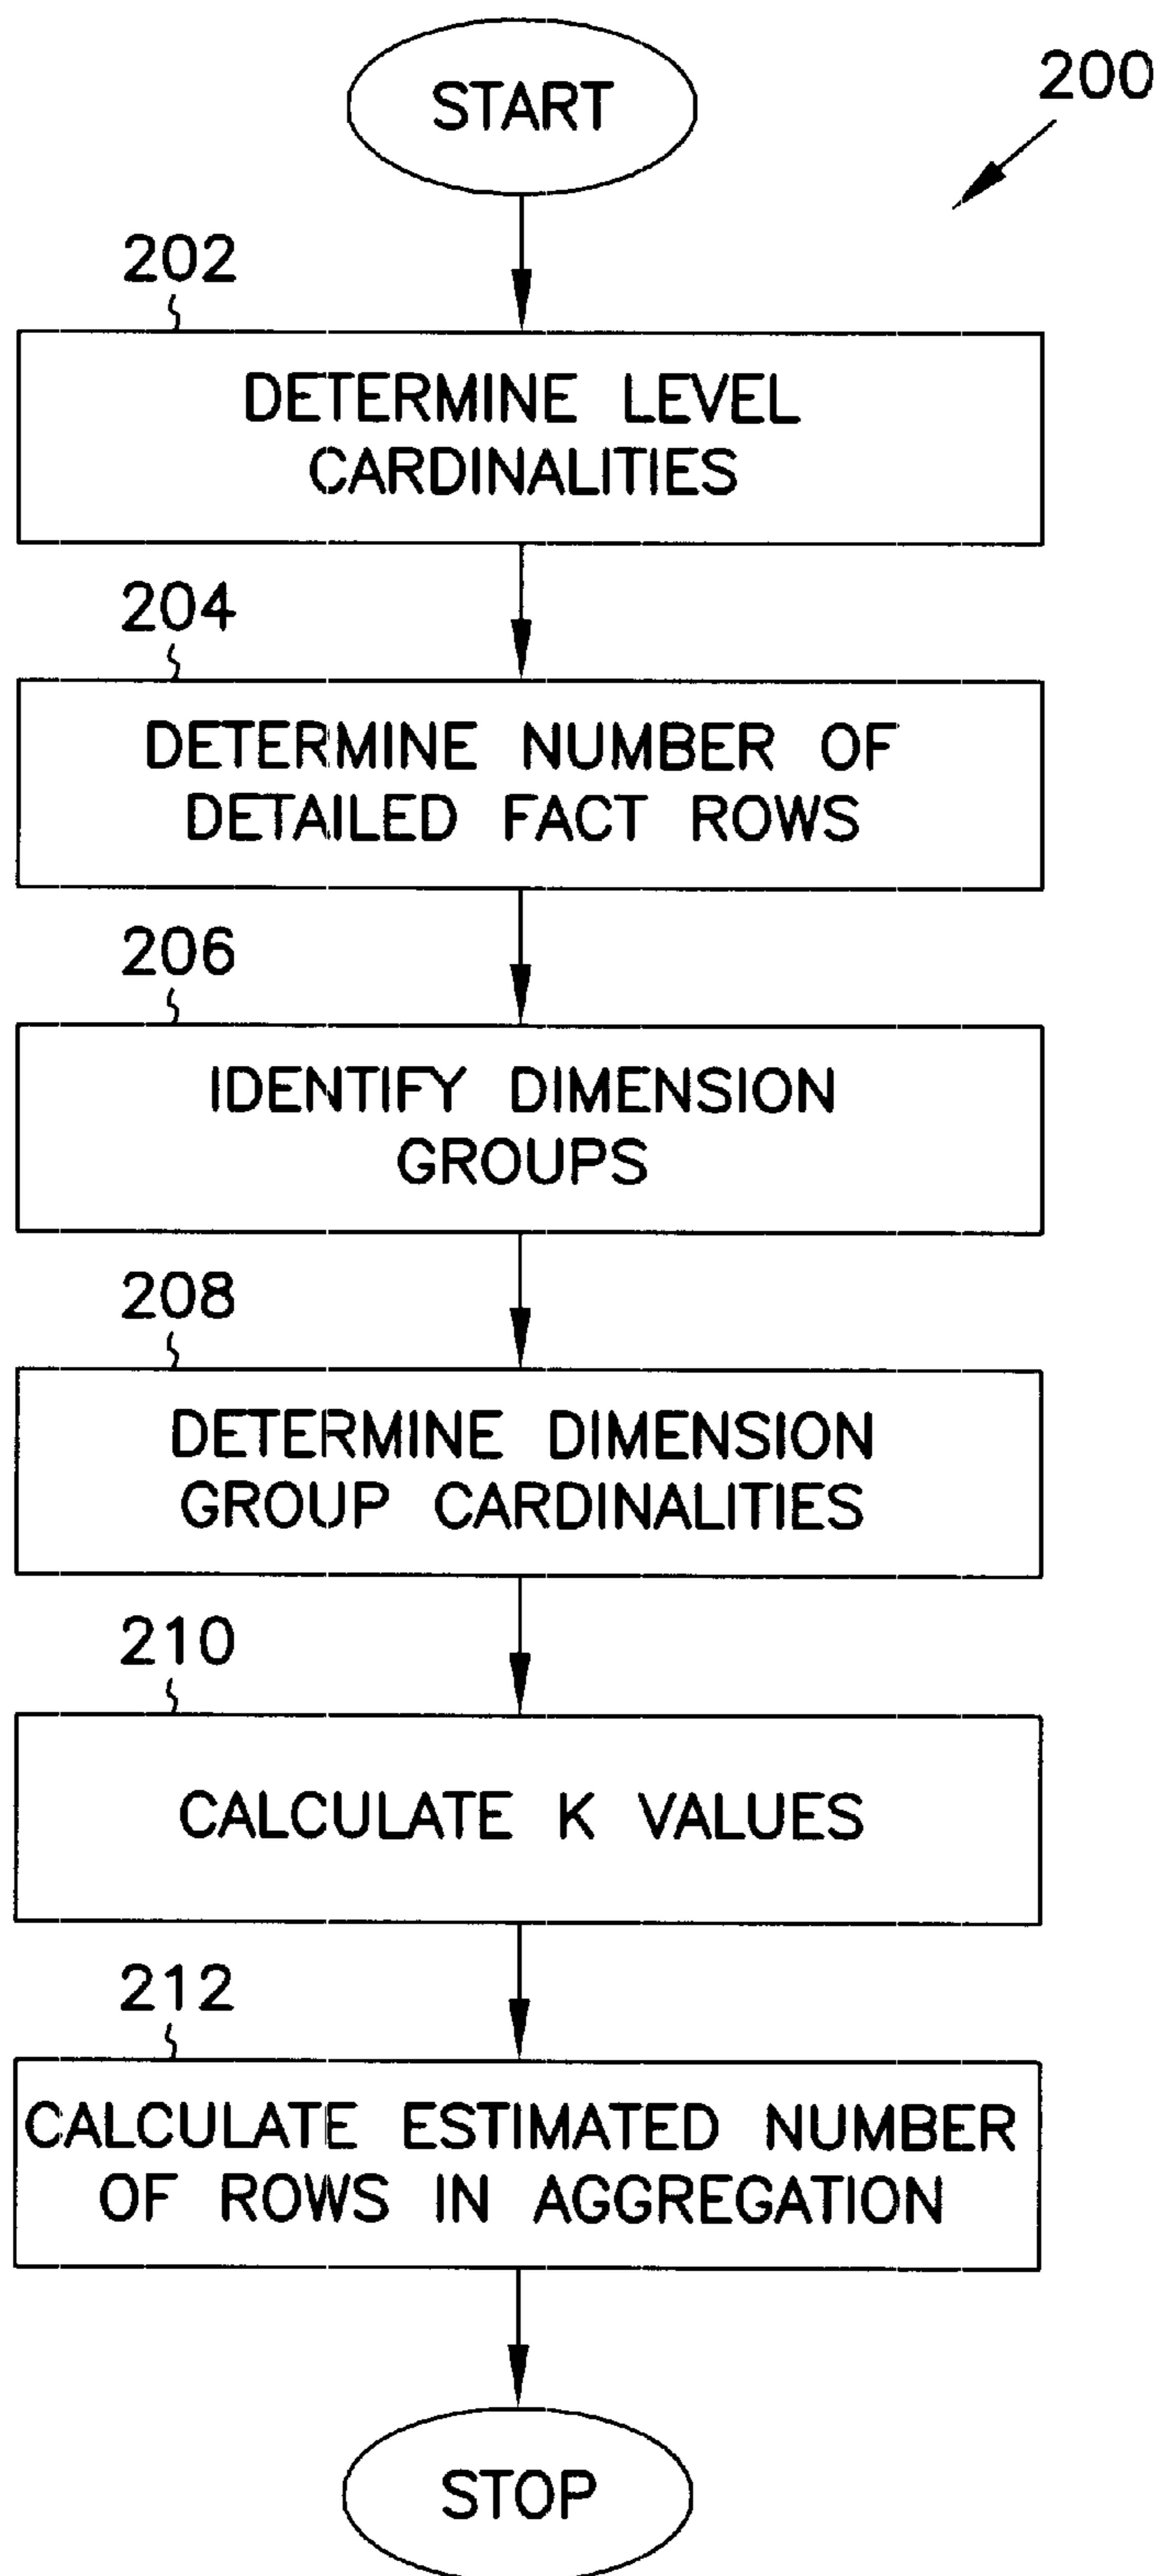 START
200
202
DETERMINE LEVEL
CARDINALITIES
204
DETERMINE NUMBER OF
DETAILED FACT ROWS
206
IDENTIFY DIMENSION
GROUPS
208
DETERMINE DIMENSION
GROUP CARDINALITIES
210
CALCULATE K VALUES
212
CALCULATE ESTIMATED NUMBER
OF ROWS IN AGGREGATION
STOP